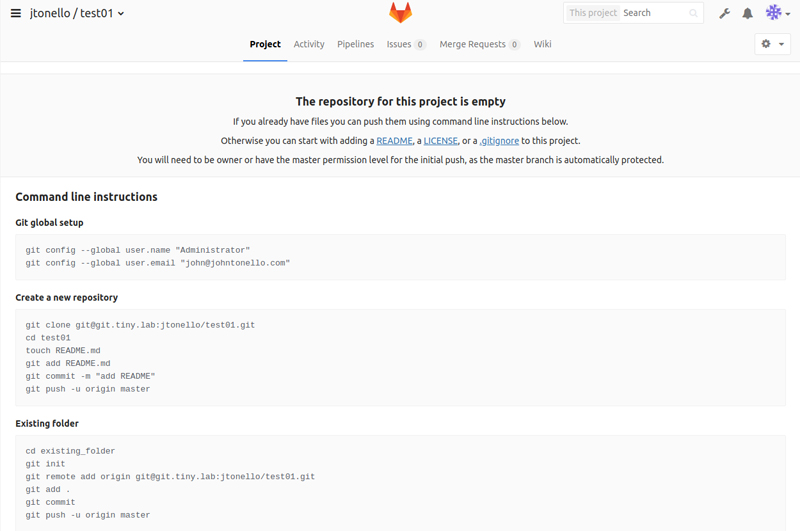 jtonello / test01
This project Search
Project Activity Pipelines Issues 0 Merge Requests 0 Wiki
The repository for this project is empty
If you already have files you can push them using command line instructions below.
Otherwise you can start with adding a README, a LICENSE, or a .gitignore to this project.
You will need to be owner or have the master permission level for the initial push, as the master branch is automatically protected.
Command line instructions
Git global setup
git config --global user.name "Administrator"
git config --global user.email "john@johntonello.com"
Create a new repository
git clone git@git.tiny.lab:jtonello/test01.git
cd test01
touch README.md
git add README.md
git commit -m "add README"
git push -u origin master
Existing folder
cd existing_folder
git init
git remote add origin git@git.tiny.lab:jtonello/test01.git
git add .
git commit
git push -u origin master